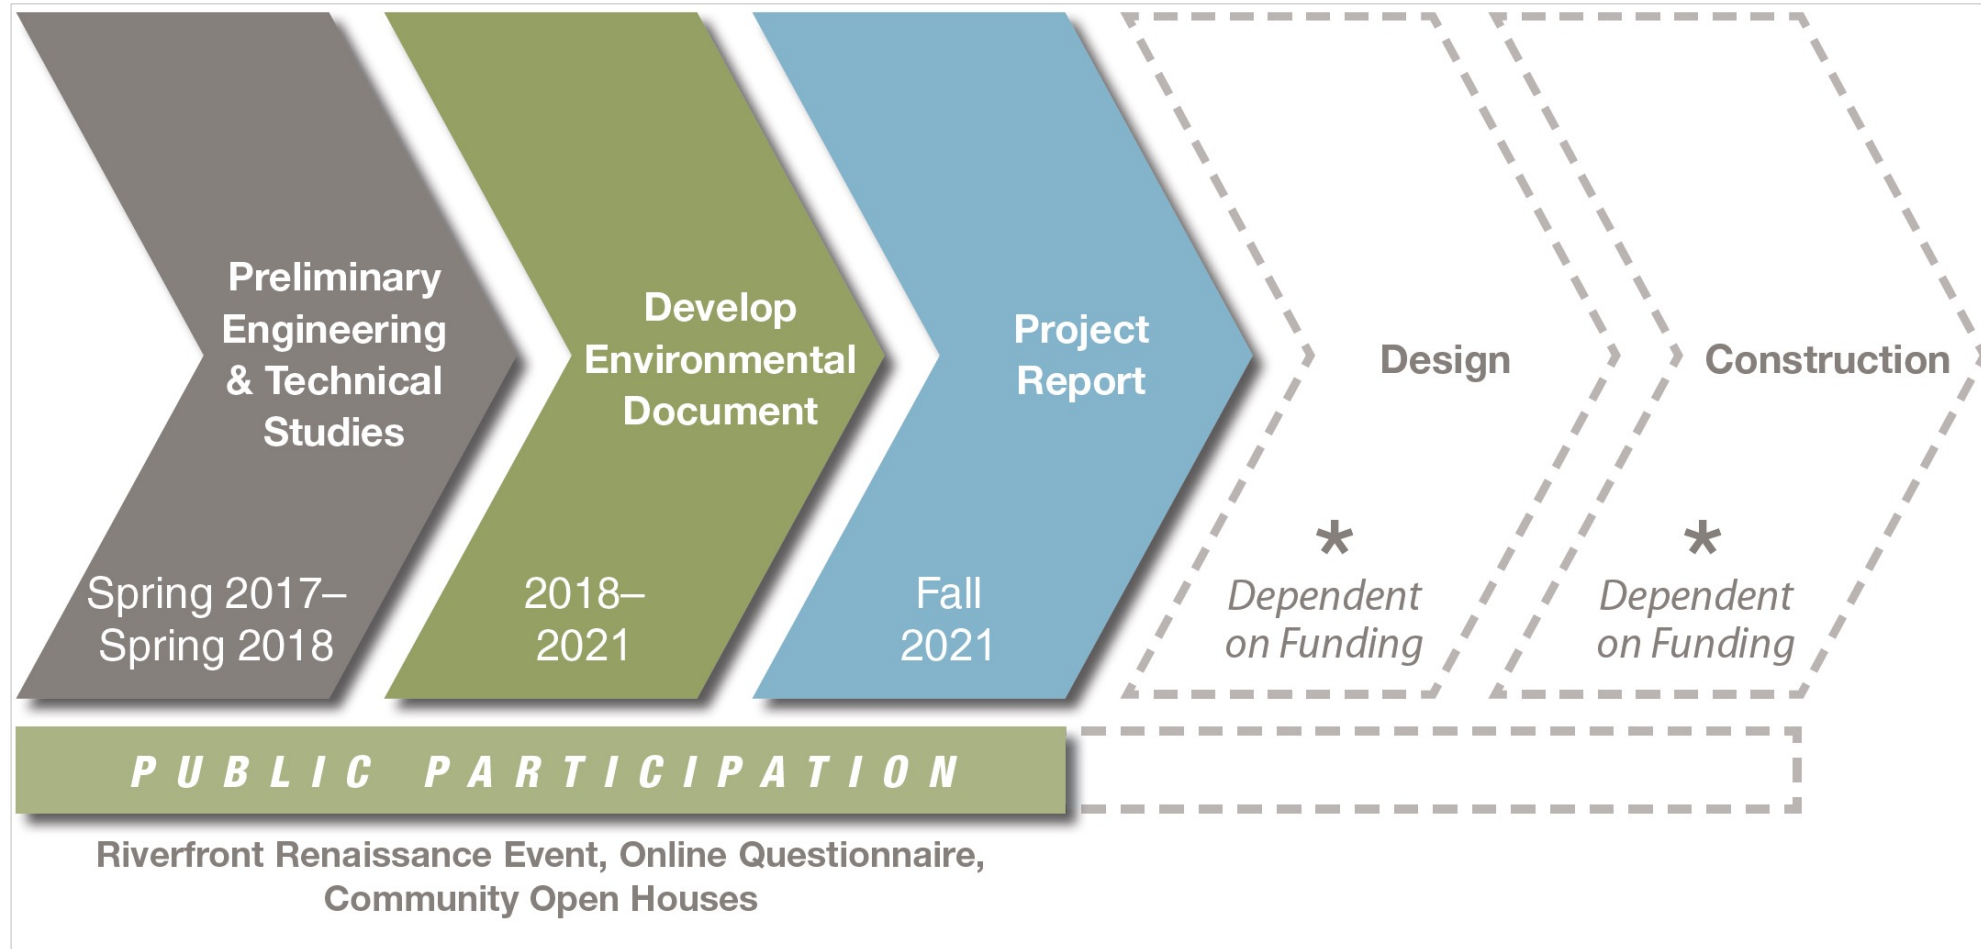 Preliminary
Engineering
& Technical
Studies
Spring 2017–
Spring 2018
Develop
Environmental
Document
2018–
2021
Project
Report
Fall
2021
Design
*
Dependent
on Funding
Construction
*
Dependent
on Funding
PUBLIC PARTICIPATION
Riverfront Renaissance Event, Online Questionnaire,
Community Open Houses